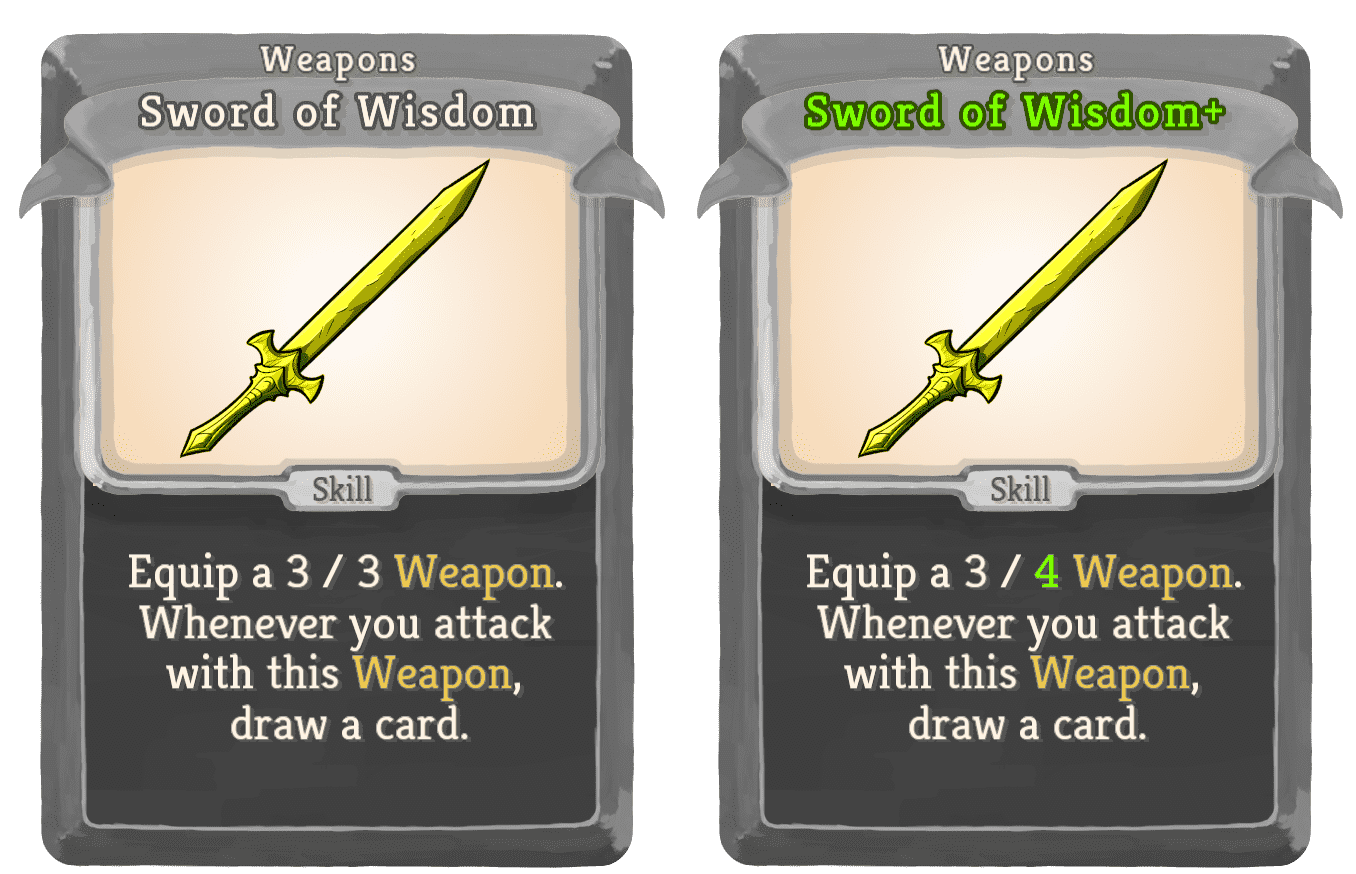 Weapons
Sword of Wisdom
Skill
Equip a 3 / 3 Weapon.
Whenever you attack
with this Weapon,
draw a card.
Weapons
Sword of Wisdom+
Skill
Equip a 3 / 4 Weapon.
Whenever you attack
with this Weapon,
draw a card.